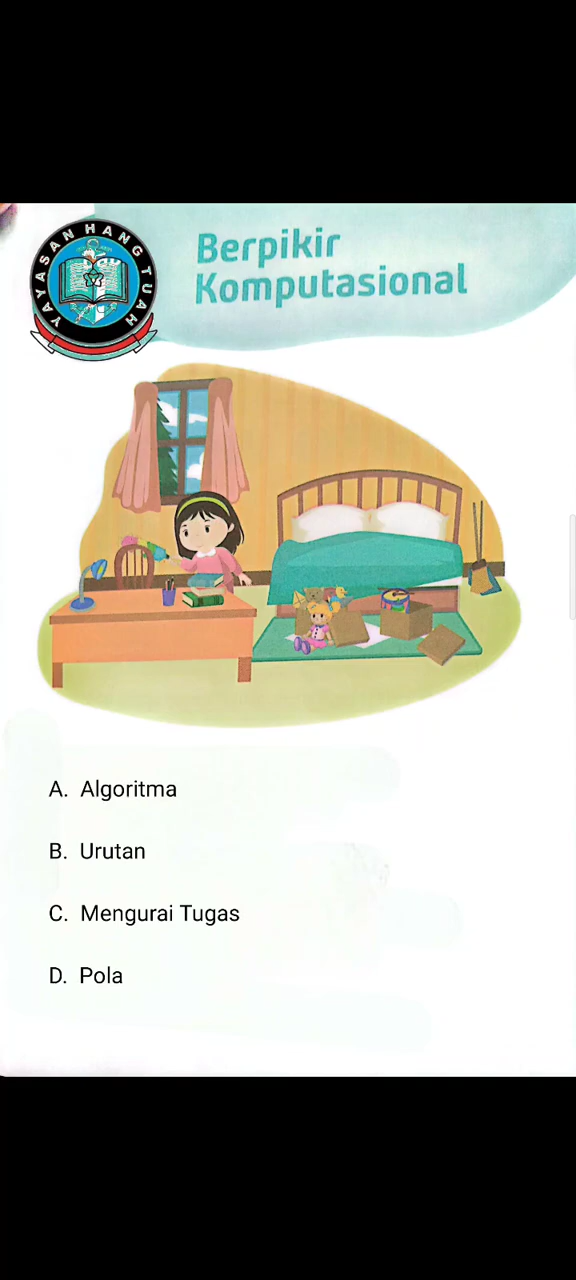 YAYASAN HANG TUAH
Berpikir
Komputasional
A. Algoritma
B. Urutan
C. Mengurai Tugas
D. Pola